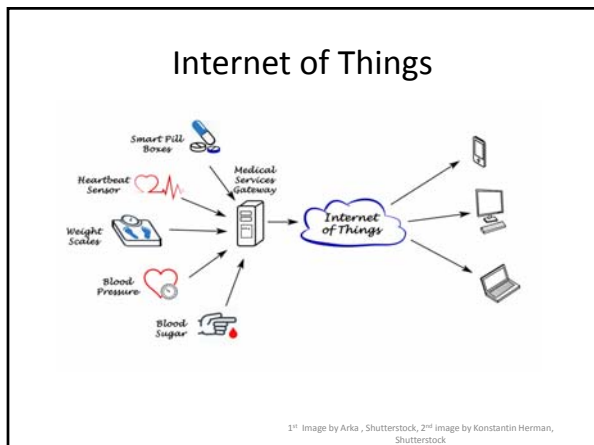 Internet of Things
Smart Pill
Boxes
Heartbeat
Sensor
Medical
Services
Gateway
Weight
Scales
Internet
of Things
Blood
Pressure
Blood
Sugar
1st Image by Arka , Shutterstock, 2nd image by Konstantin Herman,
Shutterstock